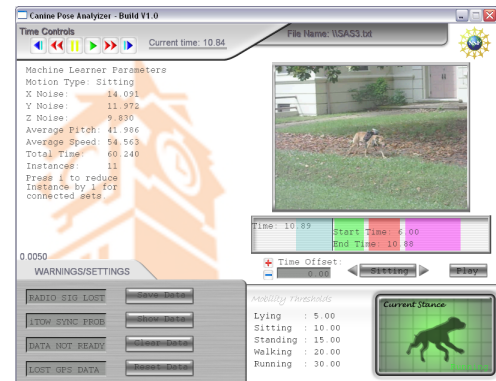 Canine Pose Analyizer - Build V1.0
Time Controls
Current time: 10.84
File Name: \\SAS3.txt
Machine Learner Parameters
Motion Type: Sitting
X Noise: 14.091
Y Noise: 11.972
Z Noise: 9.830
Average Pitch: 41.986
Average Speed: 54.563
Total Time: 60.240
Instances: 11
Press i to reduce
Instance by 1 for
connected sets.
0.0050
Time: 10.89
Start Time: 6.00
End Time: 10.88
Time Offset:
0.00
Sitting
Play
WARNINGS/SETTINGS
RADIO SIG LOST
Save Data
iTOW SYNC PROB
Show Data
DATA NOT READY
Clear Data
LOST GPS DATA
Reset Data
Mobility Thresholds
Lying : 5.00
Sitting : 10.00
Standing : 15.00
Walking : 20.00
Running : 30.00
Current Stance